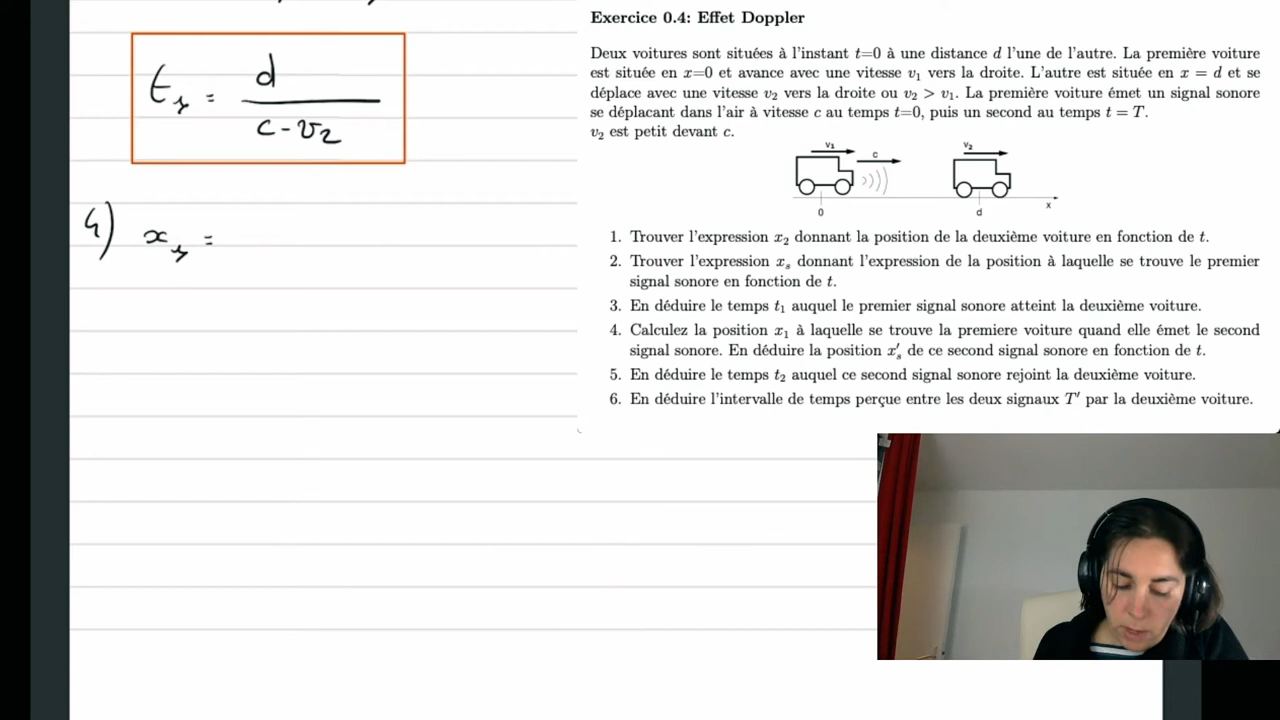 t₁ = d / (c - v₂)
4) x₁ =
Exercice 0.4: Effet Doppler
Deux voitures sont situées à l'instant t=0 à une distance d l'une de l'autre. La première voiture
est située en x=0 et avance avec une vitesse v₁ vers la droite. L'autre est située en x = d et se
déplace avec une vitesse v₂ vers la droite ou v₂ > v₁. La première voiture émet un signal sonore
se déplacant dans l'air à vitesse c au temps t=0, puis un second au temps t = T.
v₂ est petit devant c.
v₁ c v₂
0 d x
1. Trouver l'expression x₂ donnant la position de la deuxième voiture en fonction de t.
2. Trouver l'expression xₛ donnant l'expression de la position à laquelle se trouve le premier
signal sonore en fonction de t.
3. En déduire le temps t₁ auquel le premier signal sonore atteint la deuxième voiture.
4. Calculez la position x₁ à laquelle se trouve la premiere voiture quand elle émet le second
signal sonore. En déduire la position x′ₛ de ce second signal sonore en fonction de t.
5. En déduire le temps t₂ auquel ce second signal sonore rejoint la deuxième voiture.
6. En déduire l'intervalle de temps perçue entre les deux signaux T′ par la deuxième voiture.